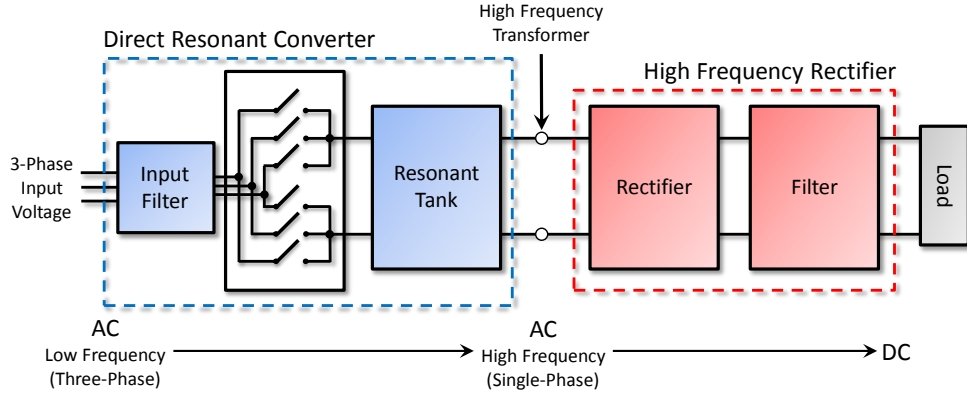 High Frequency
Transformer
Direct Resonant Converter
High Frequency Rectifier
3-Phase
Input
Voltage
Input
Filter
Resonant
Tank
Rectifier
Filter
Load
AC
Low Frequency
(Three-Phase)
AC
High Frequency
(Single-Phase)
DC